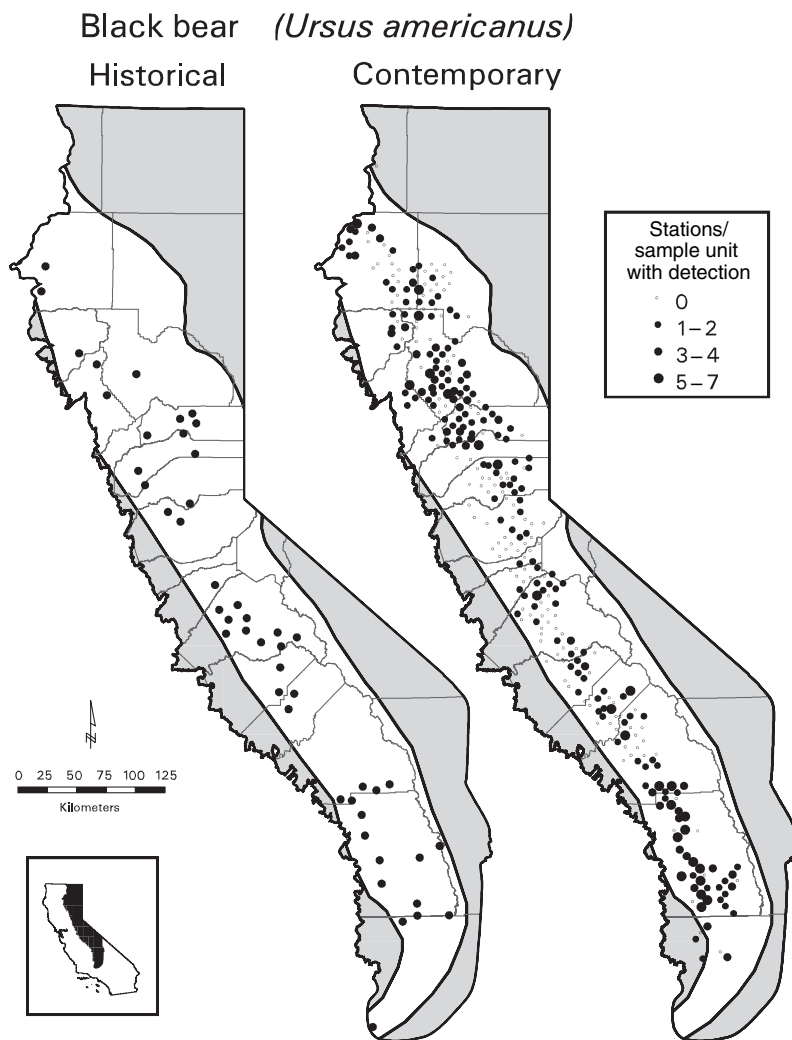 Black bear (Ursus americanus)
Historical
Contemporary
Stations/
sample unit
with detection
0
1–2
3–4
5–7
N
0 25 50 75 100 125
Kilometers